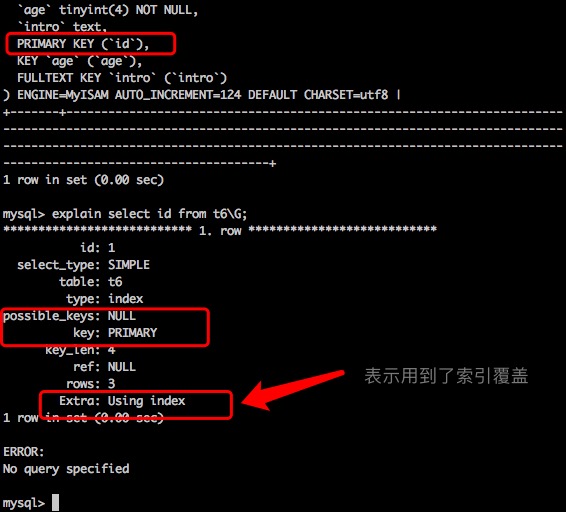 `age` tinyint(4) NOT NULL,
`intro` text,
PRIMARY KEY (`id`),
KEY `age` (`age`),
FULLTEXT KEY `intro` (`intro`)
) ENGINE=MyISAM AUTO_INCREMENT=124 DEFAULT CHARSET=utf8 |
+-------+------------------------------------------------------------------------
--------------------------------------------------------------------------------
--------------------------------------------------------------------------------
--------------------------------------+
1 row in set (0.00 sec)
mysql> explain select id from t6\G;
*************************** 1. row ***************************
id: 1
select_type: SIMPLE
table: t6
type: index
possible_keys: NULL
key: PRIMARY
key_len: 4
ref: NULL
rows: 3
表示用到了索引覆盖
Extra: Using index
1 row in set (0.00 sec)
ERROR:
No query specified
mysql>